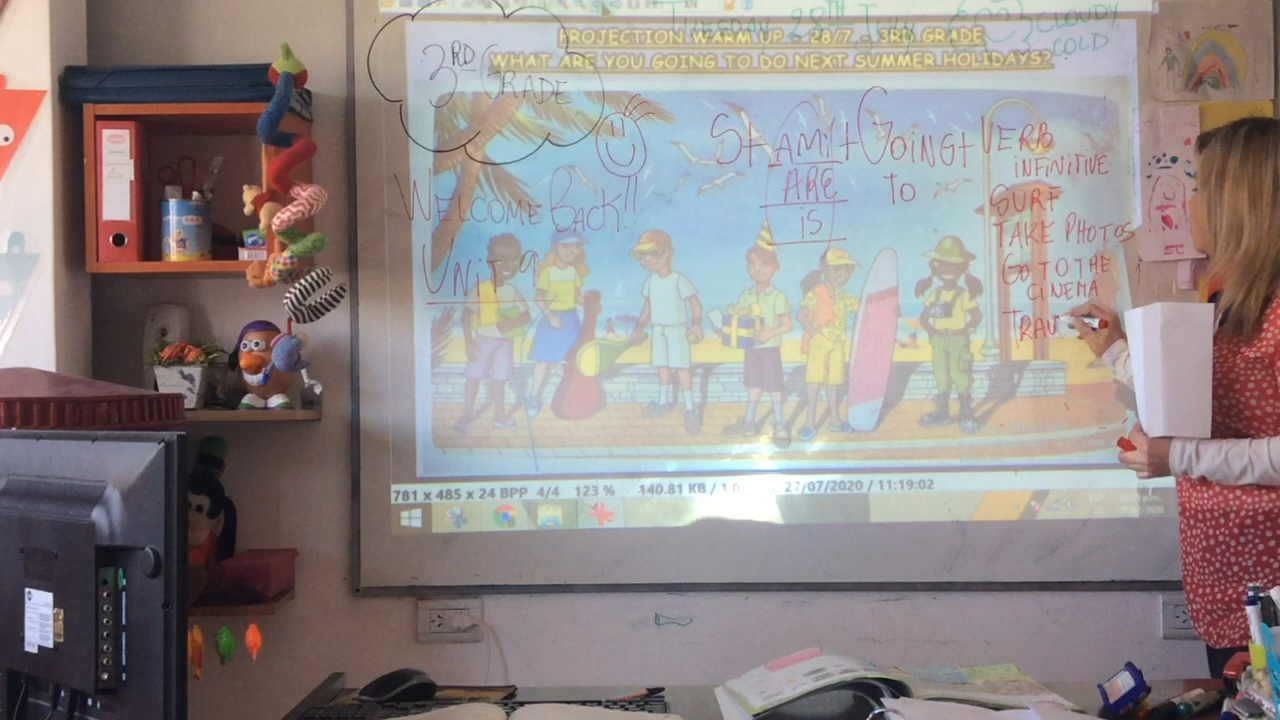 TUESDAY 28TH JULY
CLOUDY
COLD
PROJECTION WARM UP - 28/7 - 3RD GRADE
WHAT ARE YOU GOING TO DO NEXT SUMMER HOLIDAYS?
3RD GRADE
WELCOME BACK!!
UNIT 9
S + AM + GOING + VERB
ARE TO INFINITIVE
IS
SURF
TAKE PHOTOS
GO TO THE
CINEMA
TRAV
781 x 485 x 24 BPP 4/4 123 % 140.81 KB / 27/07/2020 / 11:19:02